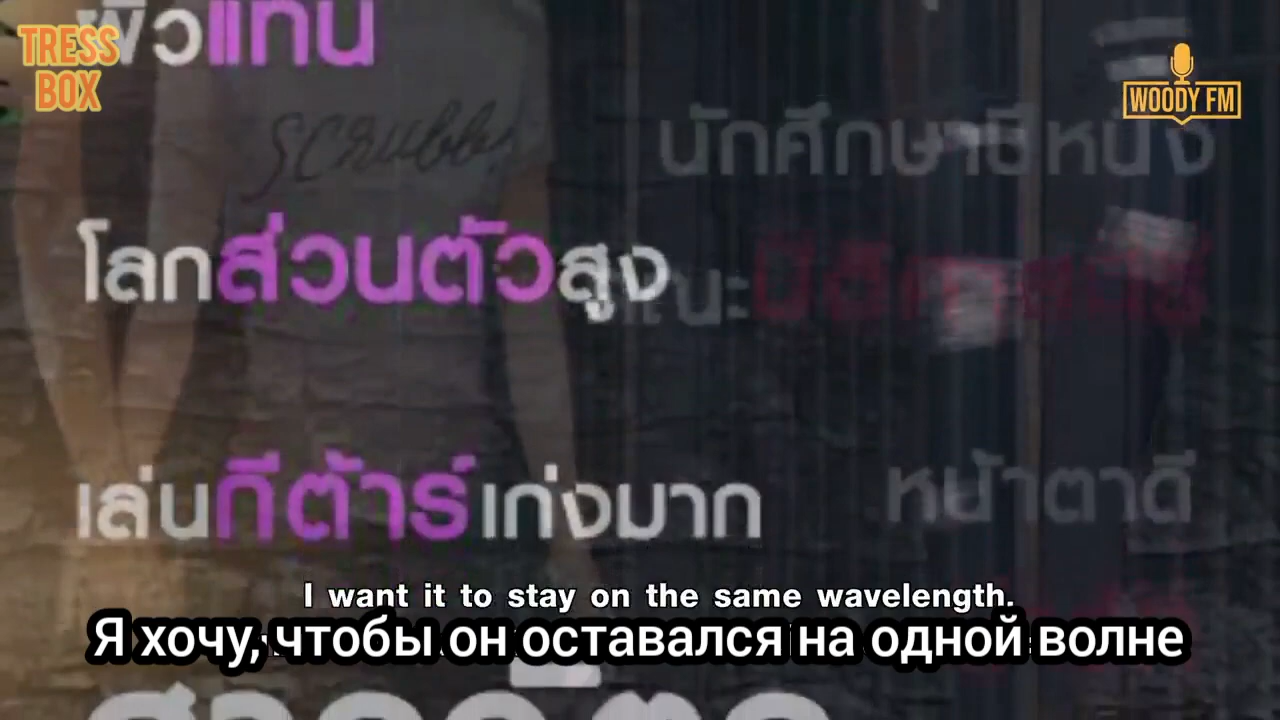 TRESS
BOX
WOODY FM
ผิวแทน
Scrubb
นักศึกษาปีหนึ่ง
โลกส่วนตัวสูง
เล่นกีต้าร์เก่งมาก
หน้าตาดี
I want it to stay on the same wavelength.
Я хочу, чтобы он оставался на одной волне